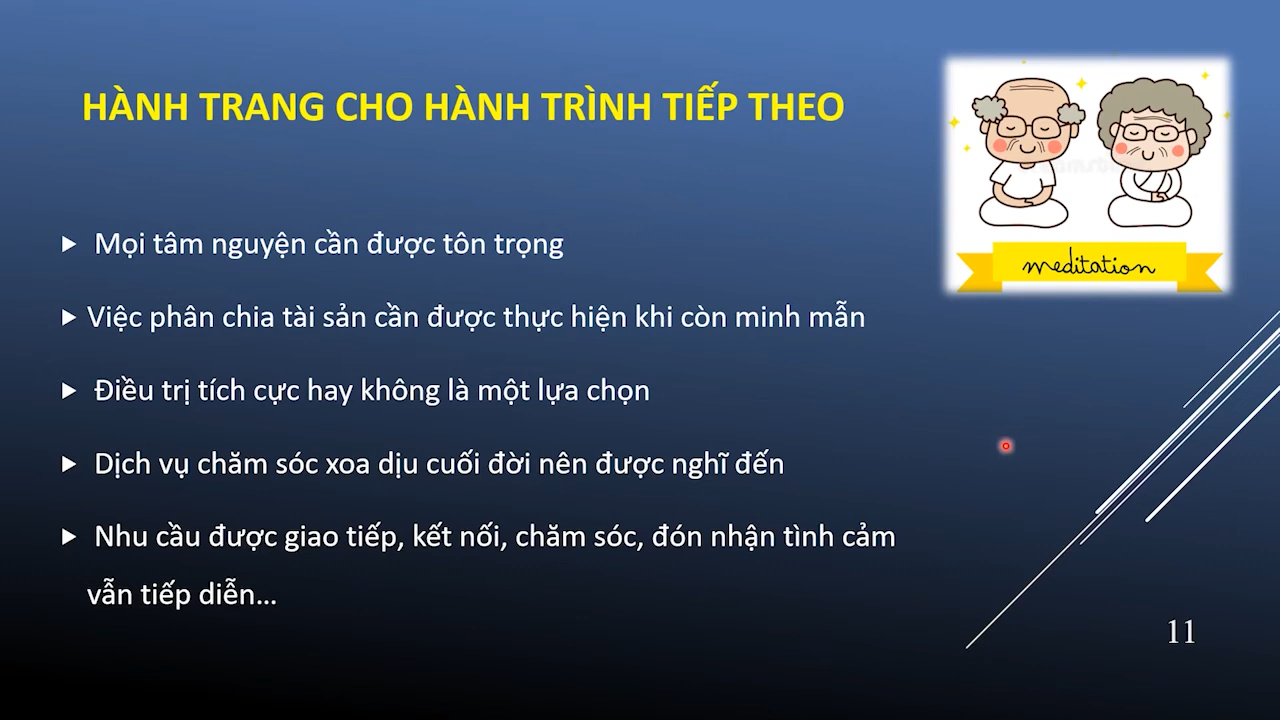 HÀNH TRANG CHO HÀNH TRÌNH TIẾP THEO
Mọi tâm nguyện cần được tôn trọng
Việc phân chia tài sản cần được thực hiện khi còn minh mẫn
Điều trị tích cực hay không là một lựa chọn
Dịch vụ chăm sóc xoa dịu cuối đời nên được nghĩ đến
Nhu cầu được giao tiếp, kết nối, chăm sóc, đón nhận tình cảm
vẫn tiếp diễn...
meditation
11